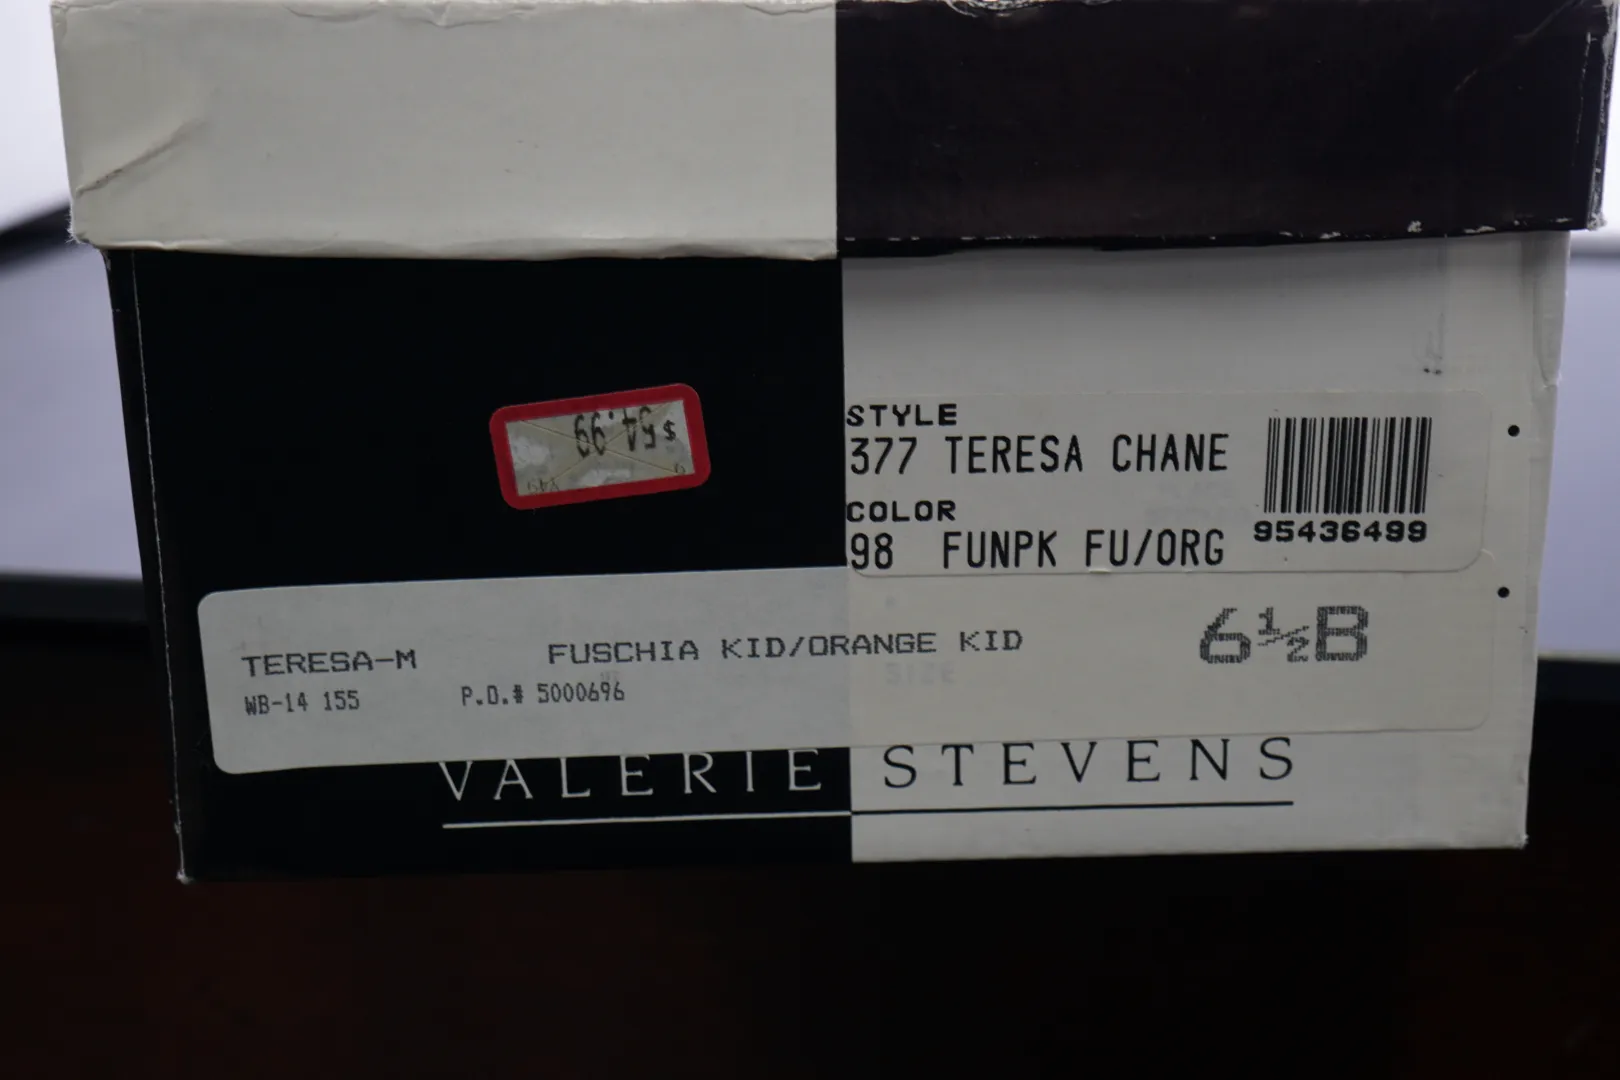 $ 54.99
STYLE
377 TERESA CHANE
COLOR
98 FUNPK FU/ORG
95436499
TERESA-M FUSCHIA KID/ORANGE KID 6½B
WB-14 155 P.O.# 5000696
VALERIE STEVENS